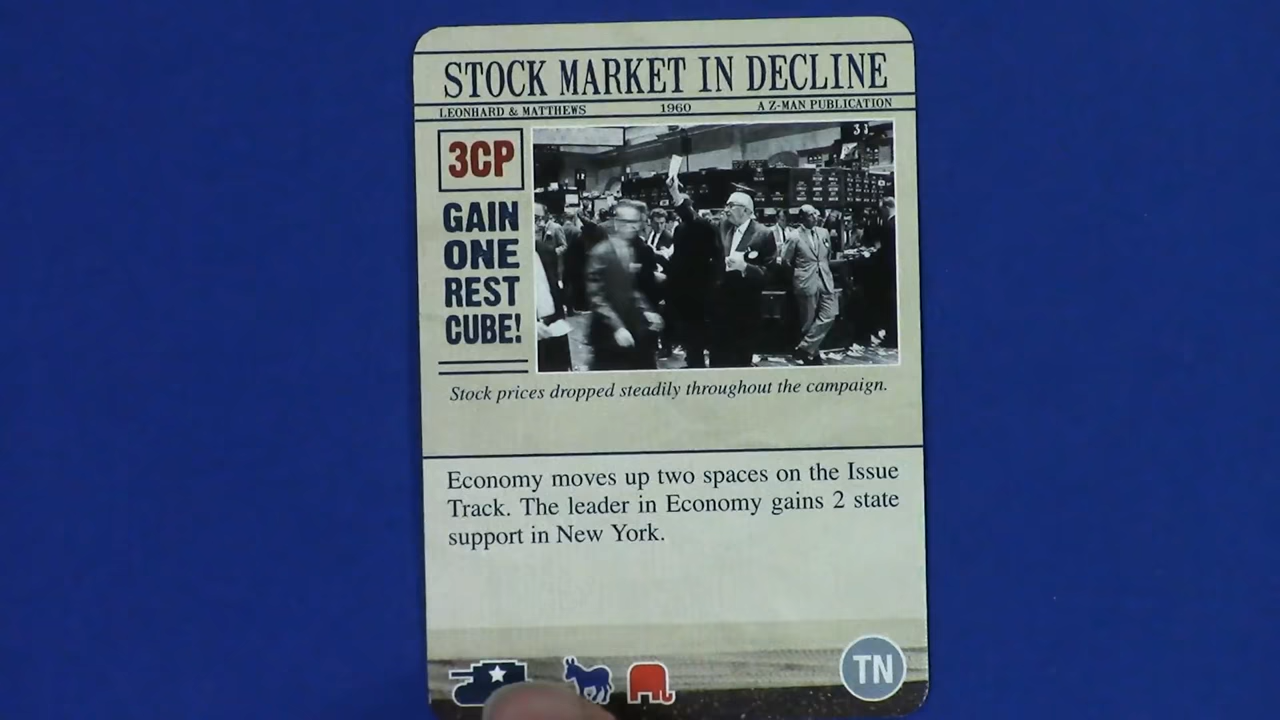 STOCK MARKET IN DECLINE
LEONHARD & MATTHEWS 1960 A Z-MAN PUBLICATION
3CP
GAIN
ONE
REST
CUBE!
Stock prices dropped steadily throughout the campaign.
Economy moves up two spaces on the Issue
Track. The leader in Economy gains 2 state
support in New York.
TN